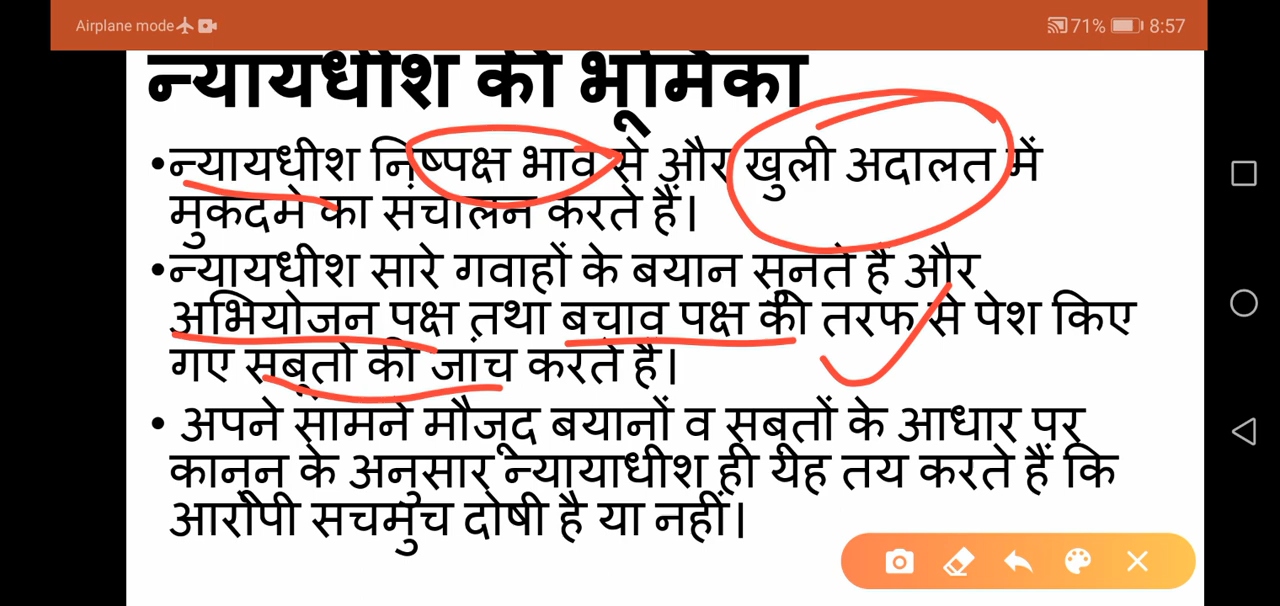 Airplane mode
71% 8:57
न्यायधीश की भूमिका
•न्यायधीश निष्पक्ष भाव से और खुली अदालत में
मुकदमे का संचालन करते हैं।
•न्यायधीश सारे गवाहों के बयान सुनते हैं और
अभियोजन पक्ष तथा बचाव पक्ष की तरफ से पेश किए
गए सबूतों की जांच करते हैं।
• अपने सामने मौजूद बयानों व सबूतों के आधार पर
कानून के अनुसार न्यायाधीश ही यह तय करते हैं कि
आरोपी सचमुच दोषी है या नहीं।